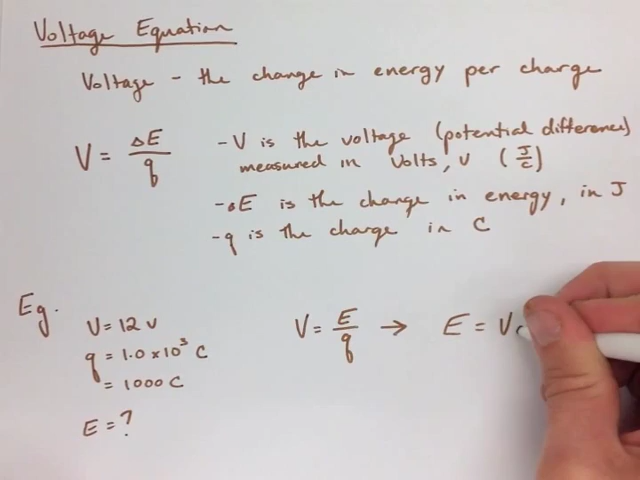 Voltage Equation
Voltage - the change in energy per charge
V = ΔE/q
- V is the voltage (potential difference)
measured in Volts, V (J/C)
- ΔE is the change in energy, in J
- q is the charge in C
Eg.
V = 12 V
q = 1.0 x 10³ C
= 1000 C
E = ?
V = E/q → E = V